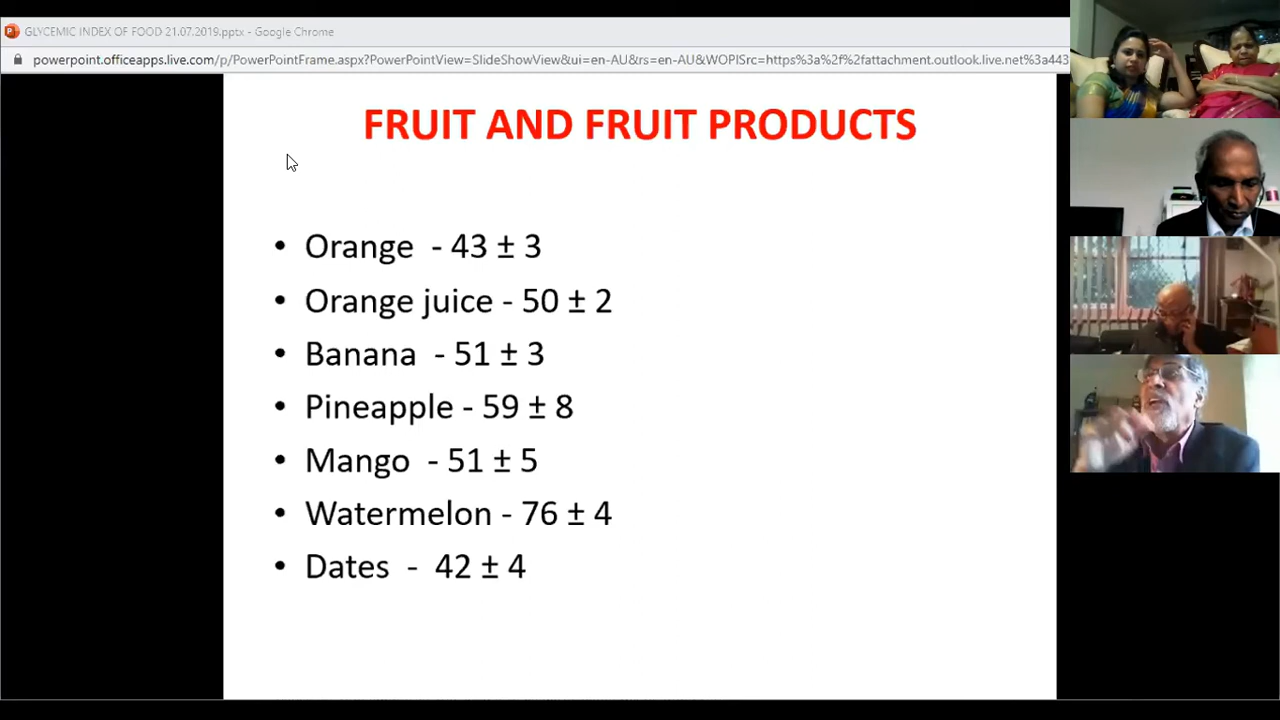 GLYCEMIC INDEX OF FOOD 21.07.2019.pptx - Google Chrome
powerpoint.officeapps.live.com/p/PowerPointFrame.aspx?PowerPointView=SlideShowView&ui=en-AU&rs=en-AU&WOPISrc=https%3a%2f%2fattachment.outlook.live.net%3a443
FRUIT AND FRUIT PRODUCTS
• Orange - 43 ± 3
• Orange juice - 50 ± 2
• Banana - 51 ± 3
• Pineapple - 59 ± 8
• Mango - 51 ± 5
• Watermelon - 76 ± 4
• Dates - 42 ± 4